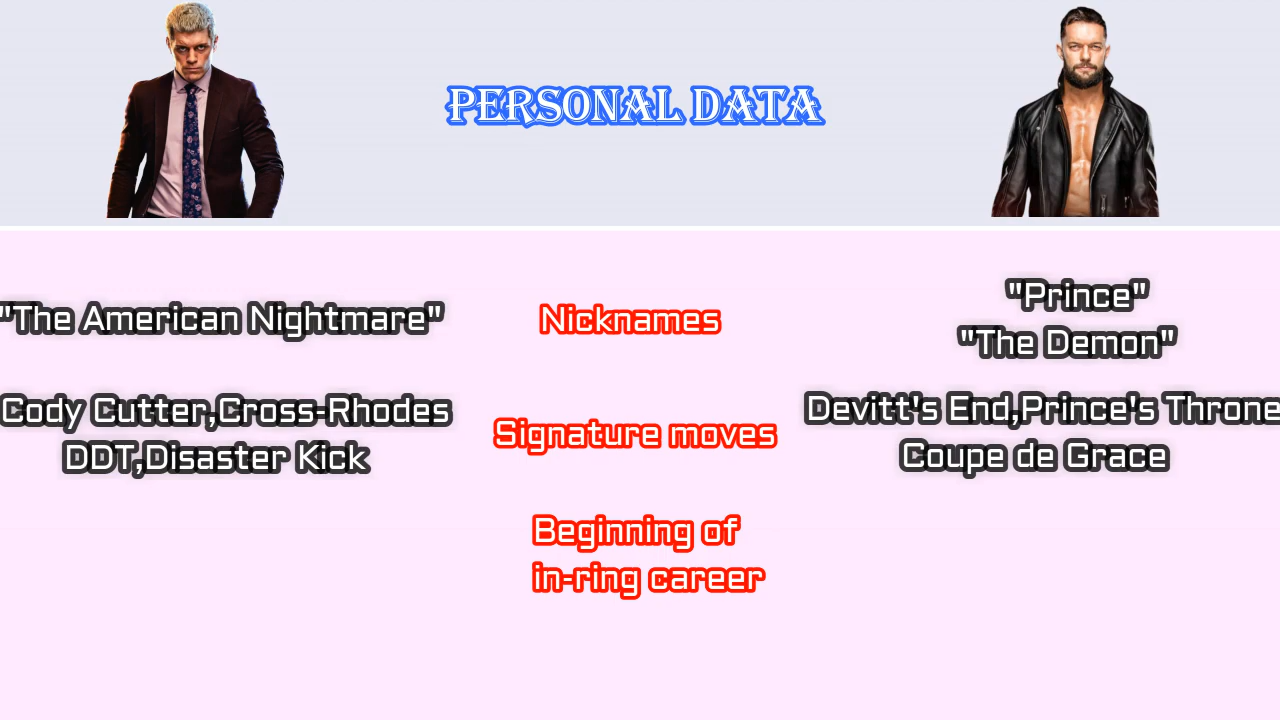 PERSONAL DATA
"The American Nightmare"
Nicknames
"Prince"
"The Demon"
Cody Cutter,Cross-Rhodes
DDT,Disaster Kick
Signature moves
Devitt's End,Prince's Throne
Coupe de Grace
Beginning of
in-ring career